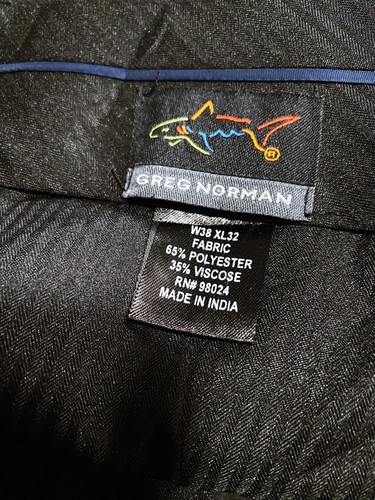 ®
GREG NORMAN
W38 XL32
FABRIC
65% POLYESTER
35% VISCOSE
RN# 98024
MADE IN INDIA